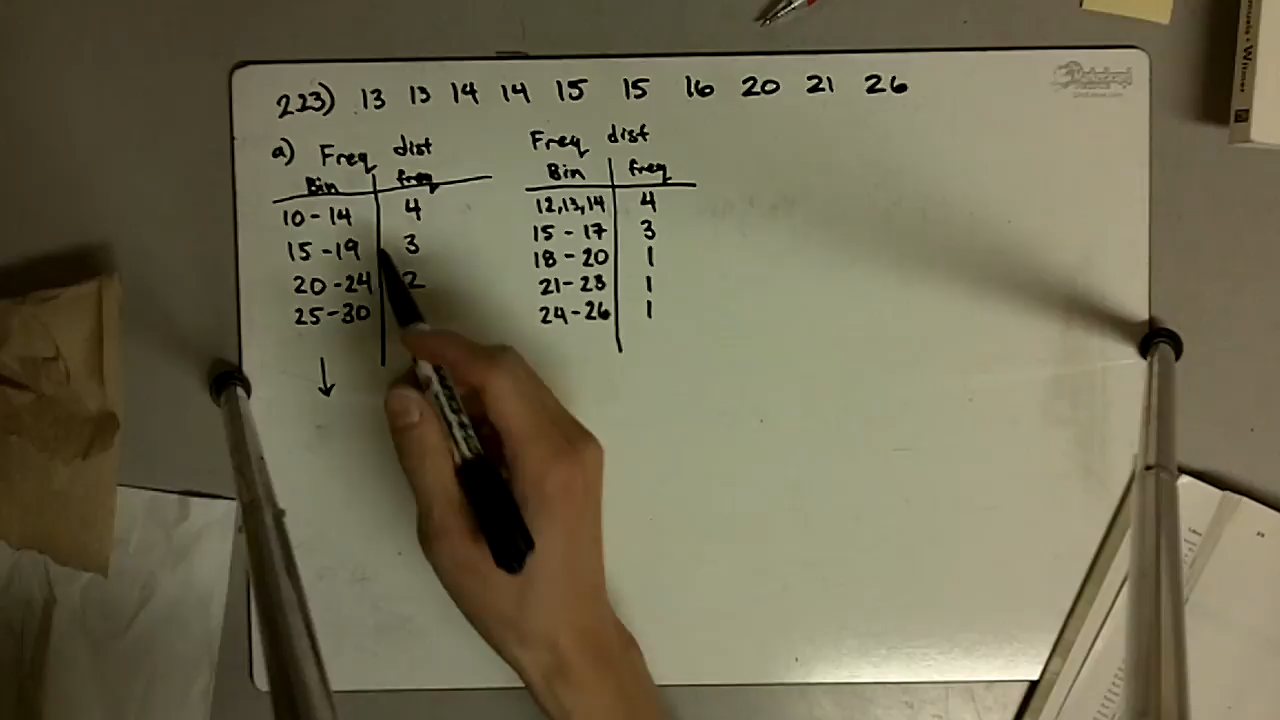 223) 13 13 14 14 15 15 16 20 21 26
a) Freq dist
Bin freq
10-14 4
15-19 3
20-24 2
25-30
↓
Freq dist
Bin freq
12,13,14 4
15-17 3
18-20 1
21-23 1
24-26 1